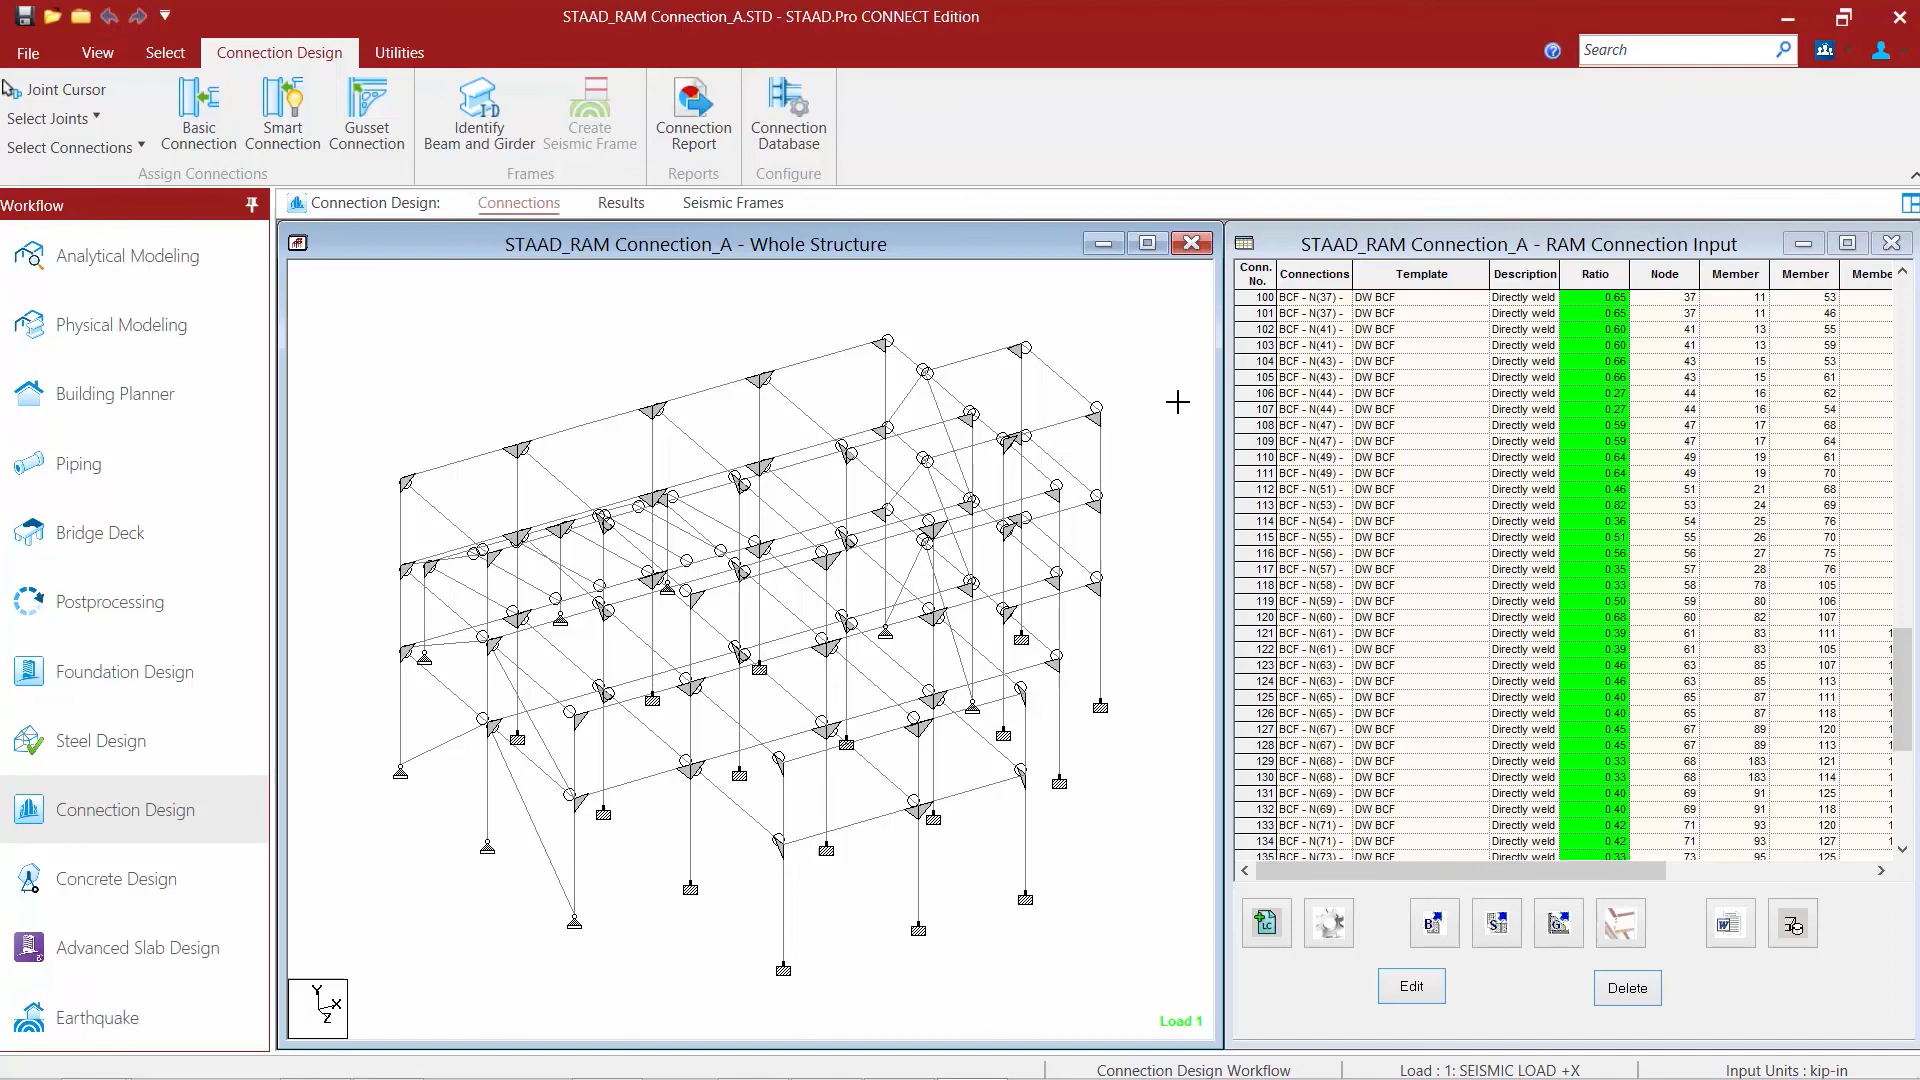 STAAD_RAM Connection_A.STD - STAAD.Pro CONNECT Edition
File View Select Connection Design Utilities Search
Joint Cursor
Select Joints
Select Connections
Basic Connection
Smart Connection
Gusset Connection
Assign Connections
Identify Beam and Girder
Create Seismic Frame
Frames
Connection Report
Reports
Connection Database
Configure
Workflow
Analytical Modeling
Physical Modeling
Building Planner
Piping
Bridge Deck
Postprocessing
Foundation Design
Steel Design
Connection Design
Concrete Design
Advanced Slab Design
Earthquake
Connection Design: Connections Results Seismic Frames
STAAD_RAM Connection_A - Whole Structure
Y
X
Z
Load 1
STAAD_RAM Connection_A - RAM Connection Input
Conn. No. Connections Template Description Ratio Node Member Member Membe
100 BCF - N(37) - DW BCF Directly weld 0.65 37 11 53
101 BCF - N(37) - DW BCF Directly weld 0.65 37 11 46
102 BCF - N(41) - DW BCF Directly weld 0.60 41 13 55
103 BCF - N(41) - DW BCF Directly weld 0.60 41 13 59
104 BCF - N(43) - DW BCF Directly weld 0.66 43 15 53
105 BCF - N(43) - DW BCF Directly weld 0.66 43 15 61
106 BCF - N(44) - DW BCF Directly weld 0.27 44 16 62
107 BCF - N(44) - DW BCF Directly weld 0.27 44 16 54
108 BCF - N(47) - DW BCF Directly weld 0.59 47 17 68
109 BCF - N(47) - DW BCF Directly weld 0.59 47 17 64
110 BCF - N(49) - DW BCF Directly weld 0.64 49 19 61
111 BCF - N(49) - DW BCF Directly weld 0.64 49 19 70
112 BCF - N(51) - DW BCF Directly weld 0.46 51 21 68
113 BCF - N(53) - DW BCF Directly weld 0.82 53 24 69
114 BCF - N(54) - DW BCF Directly weld 0.36 54 25 76
115 BCF - N(55) - DW BCF Directly weld 0.51 55 26 70
116 BCF - N(56) - DW BCF Directly weld 0.56 56 27 75
117 BCF - N(57) - DW BCF Directly weld 0.35 57 28 76
118 BCF - N(58) - DW BCF Directly weld 0.33 58 78 105
119 BCF - N(59) - DW BCF Directly weld 0.50 59 80 106
120 BCF - N(60) - DW BCF Directly weld 0.68 60 82 107
121 BCF - N(61) - DW BCF Directly weld 0.39 61 83 111 1
122 BCF - N(61) - DW BCF Directly weld 0.39 61 83 105 1
123 BCF - N(63) - DW BCF Directly weld 0.46 63 85 107 1
124 BCF - N(63) - DW BCF Directly weld 0.46 63 85 113 1
125 BCF - N(65) - DW BCF Directly weld 0.40 65 87 111 1
126 BCF - N(65) - DW BCF Directly weld 0.40 65 87 118 1
127 BCF - N(67) - DW BCF Directly weld 0.45 67 89 120 1
128 BCF - N(67) - DW BCF Directly weld 0.45 67 89 113 1
129 BCF - N(68) - DW BCF Directly weld 0.33 68 183 121 1
130 BCF - N(68) - DW BCF Directly weld 0.33 68 183 114 1
131 BCF - N(69) - DW BCF Directly weld 0.40 69 91 125 1
132 BCF - N(69) - DW BCF Directly weld 0.40 69 91 118 1
133 BCF - N(71) - DW BCF Directly weld 0.42 71 93 120 1
134 BCF - N(71) - DW BCF Directly weld 0.42 71 93 127 1
135 BCF - N(73) - DW BCF Directly weld 0.33 73 95 125
Edit Delete
Connection Design Workflow Load : 1: SEISMIC LOAD +X Input Units : kip-in